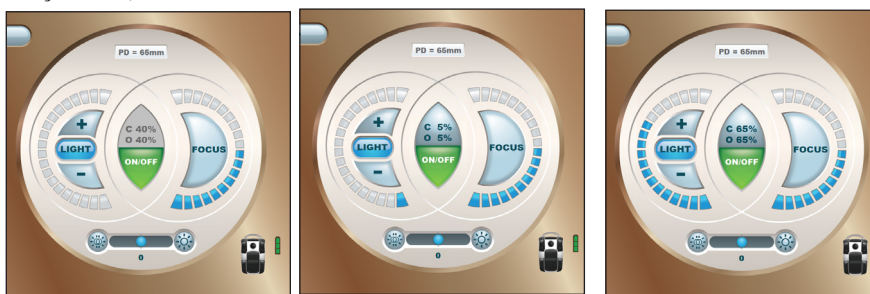 PD = 66mm
C 40%
O 40%
LIGHT
ON/OFF
FOCUS
0
PD = 66mm
C 5%
O 5%
LIGHT
ON/OFF
FOCUS
0
PD = 65mm
C 65%
O 65%
LIGHT
ON/OFF
FOCUS
0